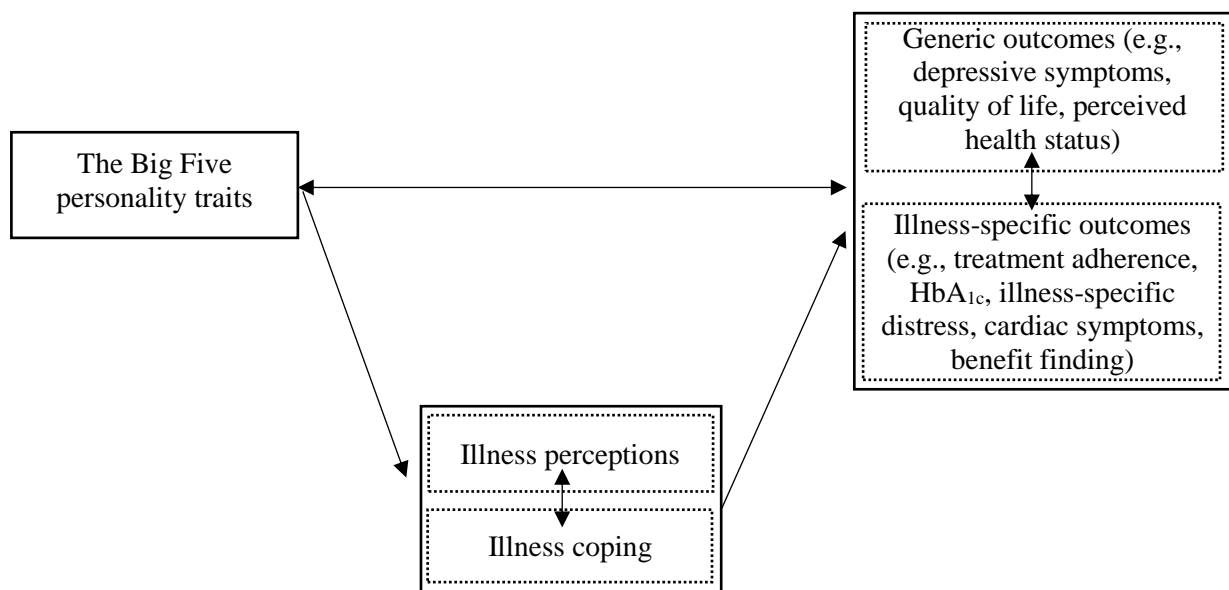 The Big Five
personality traits
Generic outcomes (e.g.,
depressive symptoms,
quality of life, perceived
health status)
Illness-specific outcomes
(e.g., treatment adherence,
HbA1c, illness-specific
distress, cardiac symptoms,
benefit finding)
Illness perceptions
Illness coping